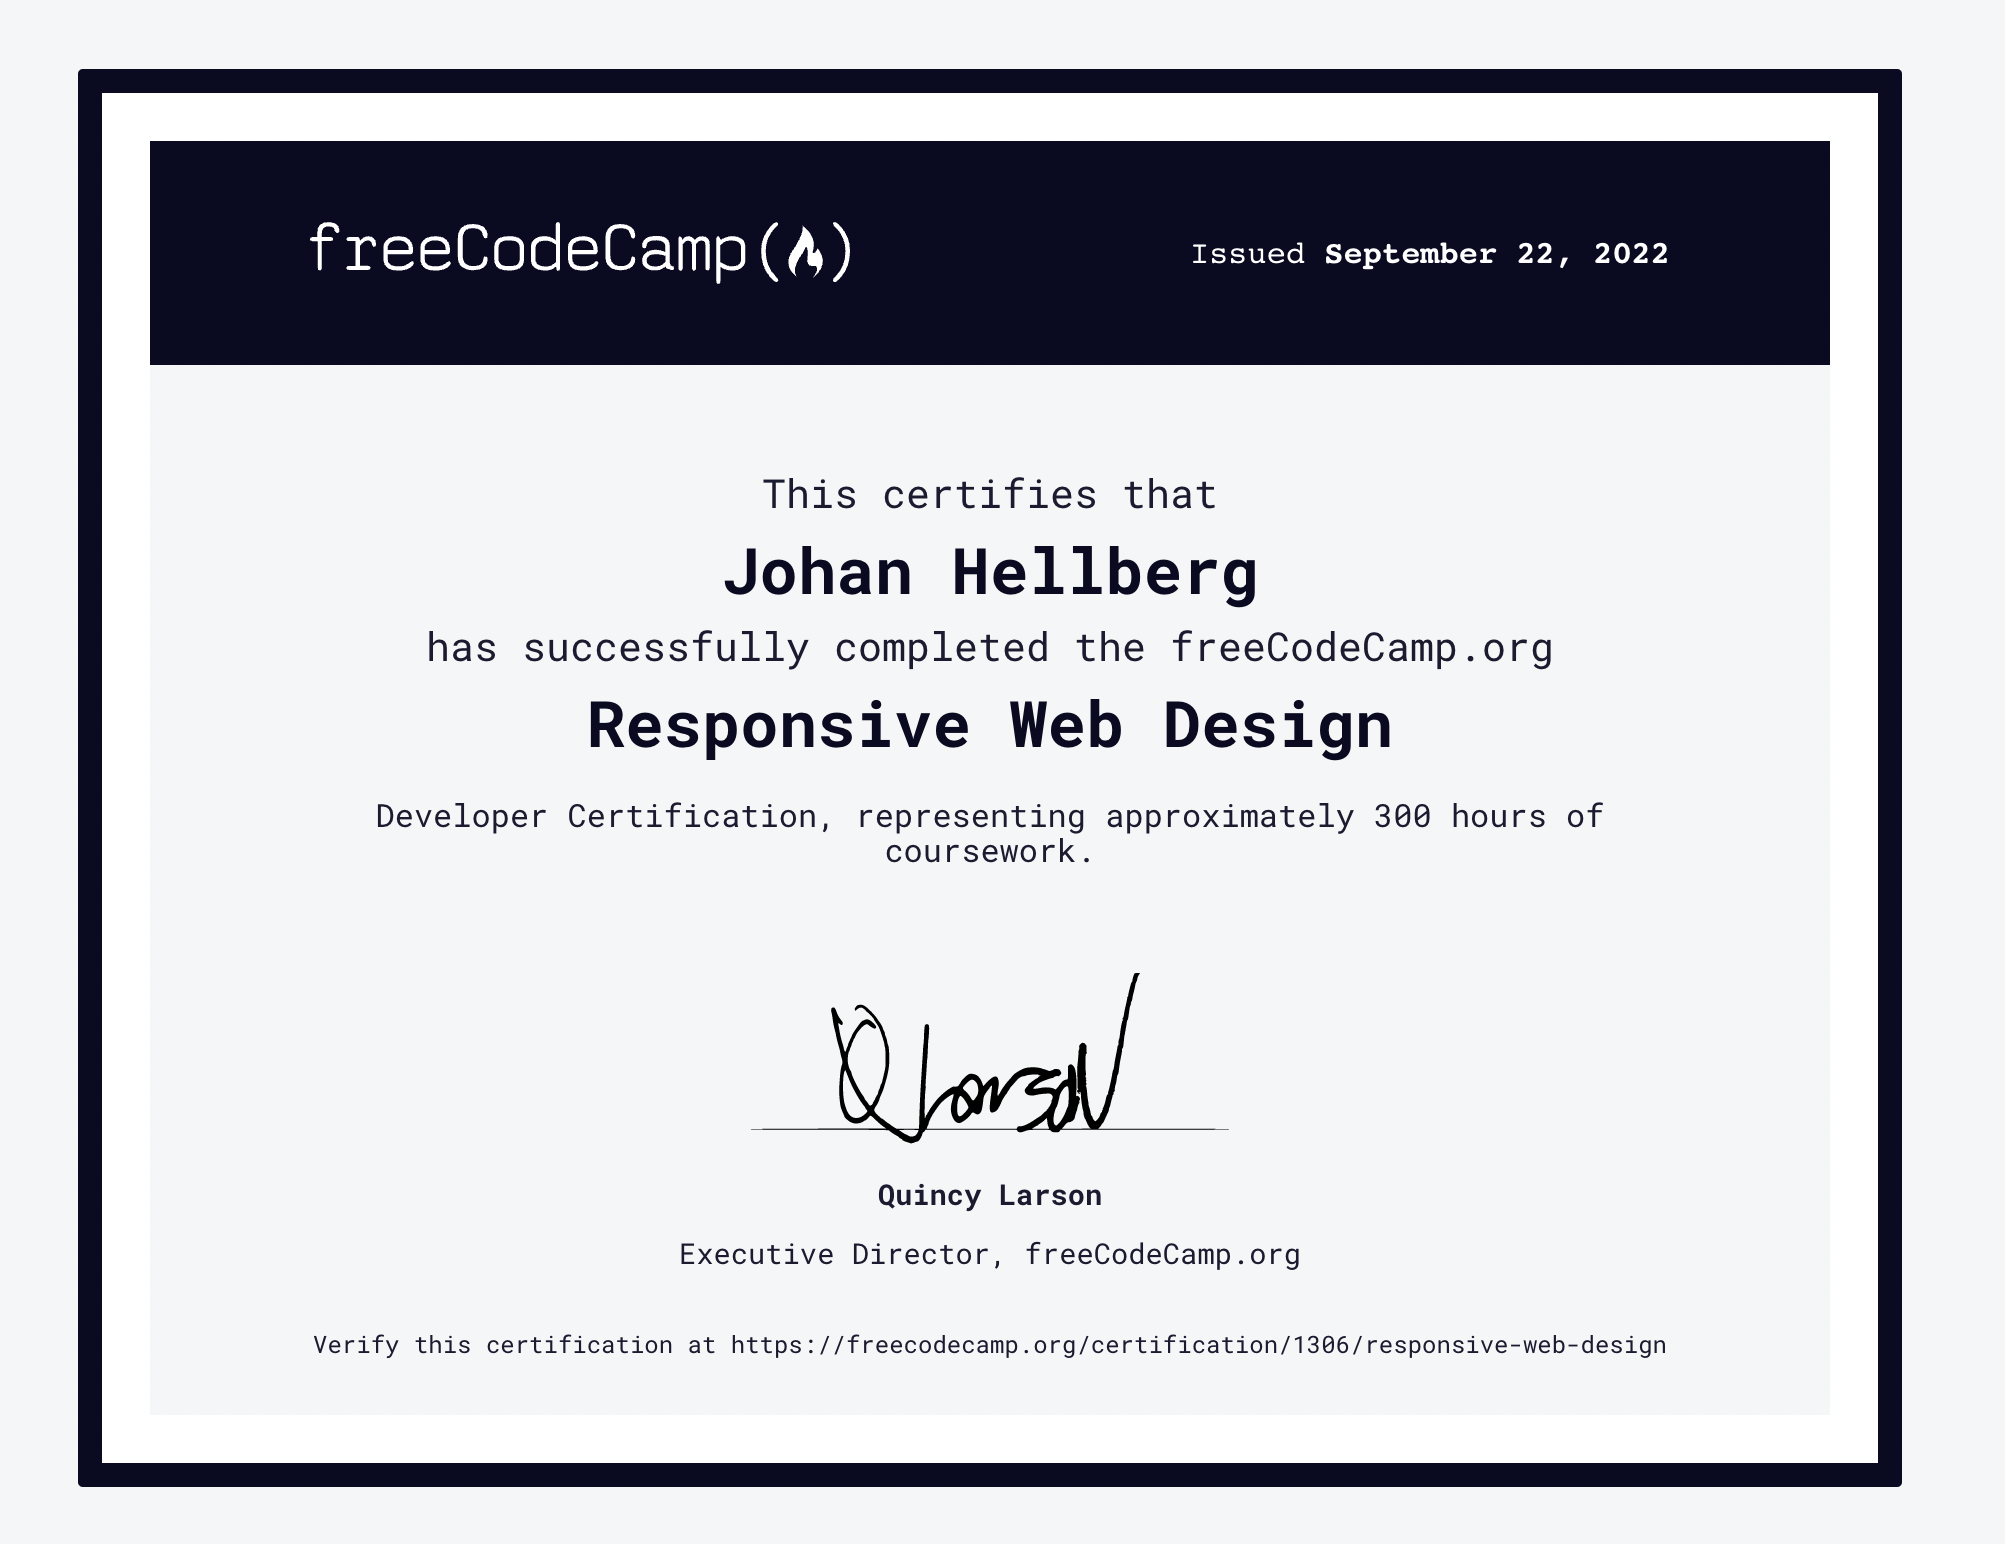 freeCodeCamp(🔥)
Issued September 22, 2022
This certifies that
Johan Hellberg
has successfully completed the freeCodeCamp.org
Responsive Web Design
Developer Certification, representing approximately 300 hours of
coursework.
Q Larson
Quincy Larson
Executive Director, freeCodeCamp.org
Verify this certification at https://freecodecamp.org/certification/1306/responsive-web-design